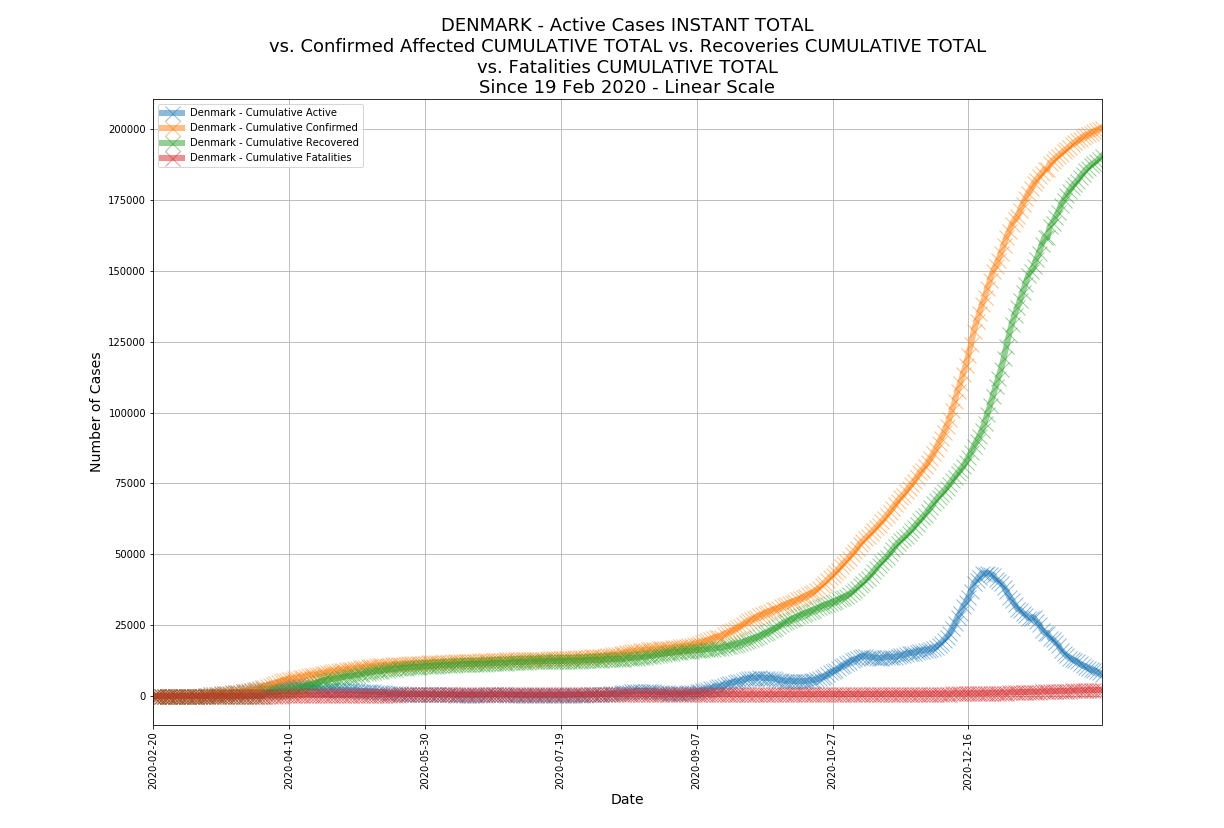 DENMARK - Active Cases INSTANT TOTAL
vs. Confirmed Affected CUMULATIVE TOTAL vs. Recoveries CUMULATIVE TOTAL
vs. Fatalities CUMULATIVE TOTAL
Since 19 Feb 2020 - Linear Scale
Denmark - Cumulative Active
Denmark - Cumulative Confirmed
Denmark - Cumulative Recovered
Denmark - Cumulative Fatalities
200000
175000
150000
125000
100000
75000
50000
25000
0
Number of Cases
2020-02-20
2020-04-10
2020-05-30
2020-07-19
2020-09-07
2020-10-27
2020-12-16
Date